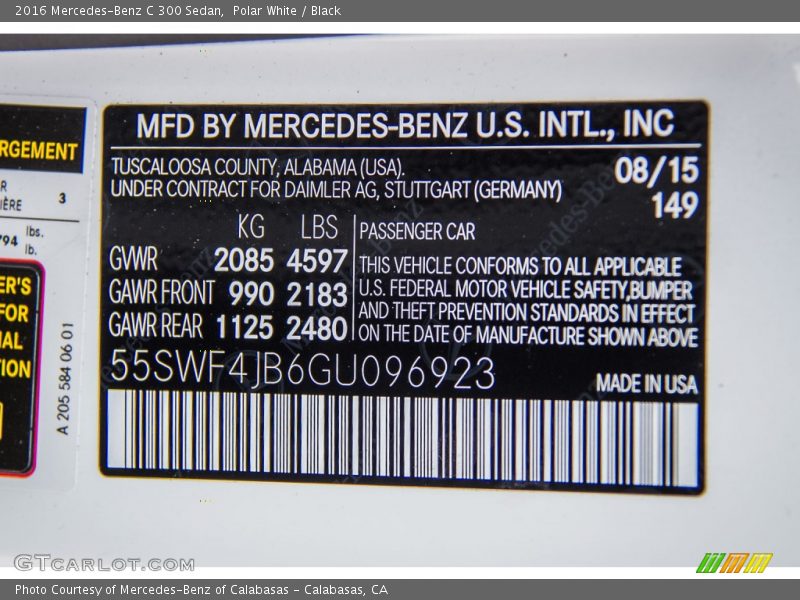 2016 Mercedes-Benz C 300 Sedan,  Polar White / Black
RGEMENT
3
lbs.
lb.
ER'S
FOR
TION
A 205 584 06 01
MFD BY MERCEDES-BENZ U.S. INTL., INC
TUSCALOOSA COUNTY, ALABAMA (USA).
UNDER CONTRACT FOR DAIMLER AG, STUTTGART (GERMANY)
08/15
149
KG LBS
GWR 2085 4597
GAWR FRONT 990 2183
GAWR REAR 1125 2480
PASSENGER CAR
THIS VEHICLE CONFORMS TO ALL APPLICABLE
U.S. FEDERAL MOTOR VEHICLE SAFETY,BUMPER
AND THEFT PREVENTION STANDARDS IN EFFECT
ON THE DATE OF MANUFACTURE SHOWN ABOVE
55SWF4JB6GU096923
MADE IN USA
GTCARLOT.COM
Photo Courtesy of Mercedes-Benz of Calabasas - Calabasas, CA